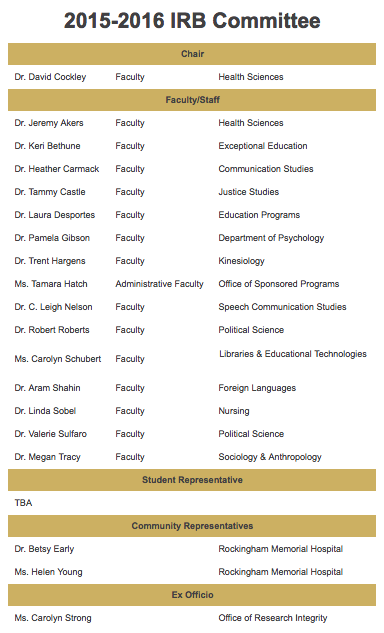 2015-2016 IRB Committee
Chair
Dr. David Cockley Faculty Health Sciences
Faculty/Staff
Dr. Jeremy Akers Faculty Health Sciences
Dr. Keri Bethune Faculty Exceptional Education
Dr. Heather Carmack Faculty Communication Studies
Dr. Tammy Castle Faculty Justice Studies
Dr. Laura Desportes Faculty Education Programs
Dr. Pamela Gibson Faculty Department of Psychology
Dr. Trent Hargens Faculty Kinesiology
Ms. Tamara Hatch Administrative Faculty Office of Sponsored Programs
Dr. C. Leigh Nelson Faculty Speech Communication Studies
Dr. Robert Roberts Faculty Political Science
Ms. Carolyn Schubert Faculty Libraries & Educational Technologies
Dr. Aram Shahin Faculty Foreign Languages
Dr. Linda Sobel Faculty Nursing
Dr. Valerie Sulfaro Faculty Political Science
Dr. Megan Tracy Faculty Sociology & Anthropology
Student Representative
TBA
Community Representatives
Dr. Betsy Early Rockingham Memorial Hospital
Ms. Helen Young Rockingham Memorial Hospital
Ex Officio
Ms. Carolyn Strong Office of Research Integrity